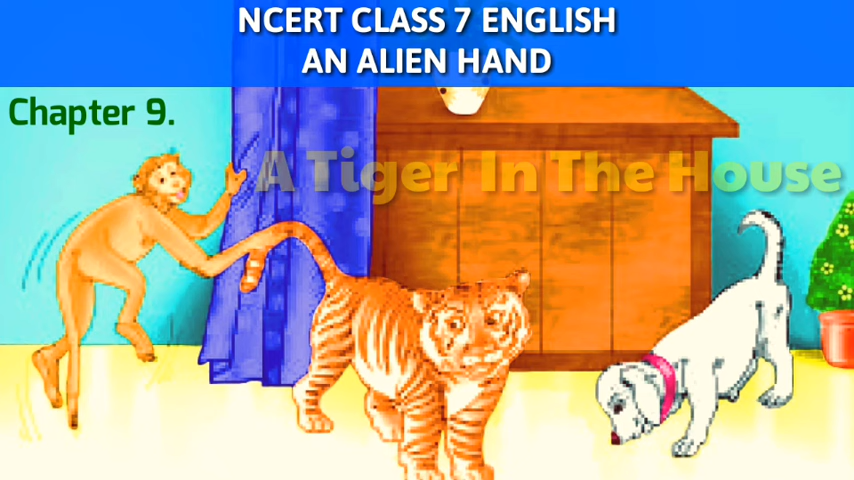 NCERT CLASS 7 ENGLISH
AN ALIEN HAND
Chapter 9.
A Tiger In The House